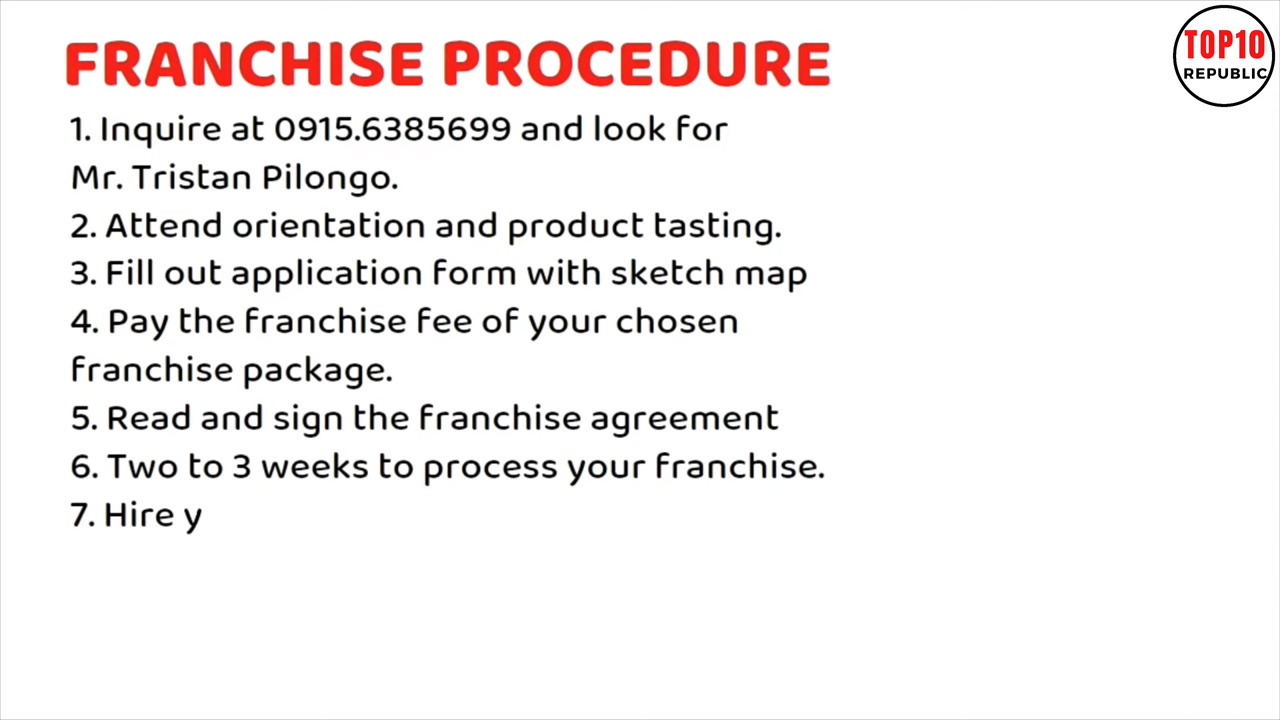 FRANCHISE PROCEDURE
TOP10
REPUBLIC
1. Inquire at 0915.6385699 and look for
Mr. Tristan Pilongo.
2. Attend orientation and product tasting.
3. Fill out application form with sketch map
4. Pay the franchise fee of your chosen
franchise package.
5. Read and sign the franchise agreement
6. Two to 3 weeks to process your franchise.
7. Hire y